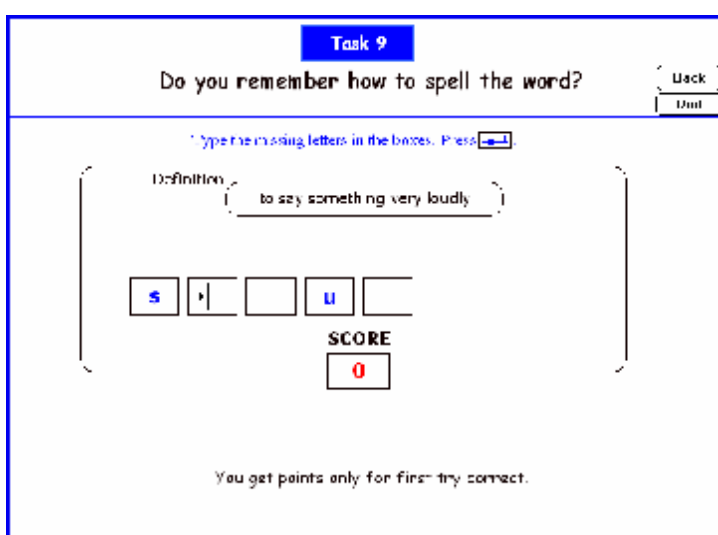 Task 9
Do you remember how to spell the word?
Back
Type the missing letters in the boxes. Press
Definition
to say something very loudly
s u
SCORE
0
You get points only for first try correct.